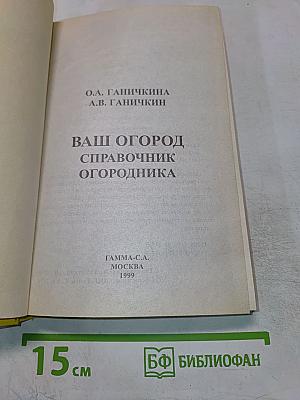 О.А. ГАНИЧКИНА
А.В. ГАНИЧКИН
ВАШ ОГОРОД
СПРАВОЧНИК
ОГОРОДНИКА
ГАММА-С.А.
МОСКВА
1999
15 см
БФ БИБЛИОФАН